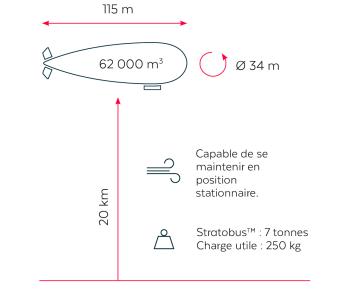 115 m
62 000 m³
Ø 34 m
20 km
Capable de se
maintenir en
position
stationnaire.
Stratobus™ : 7 tonnes
Charge utile : 250 kg